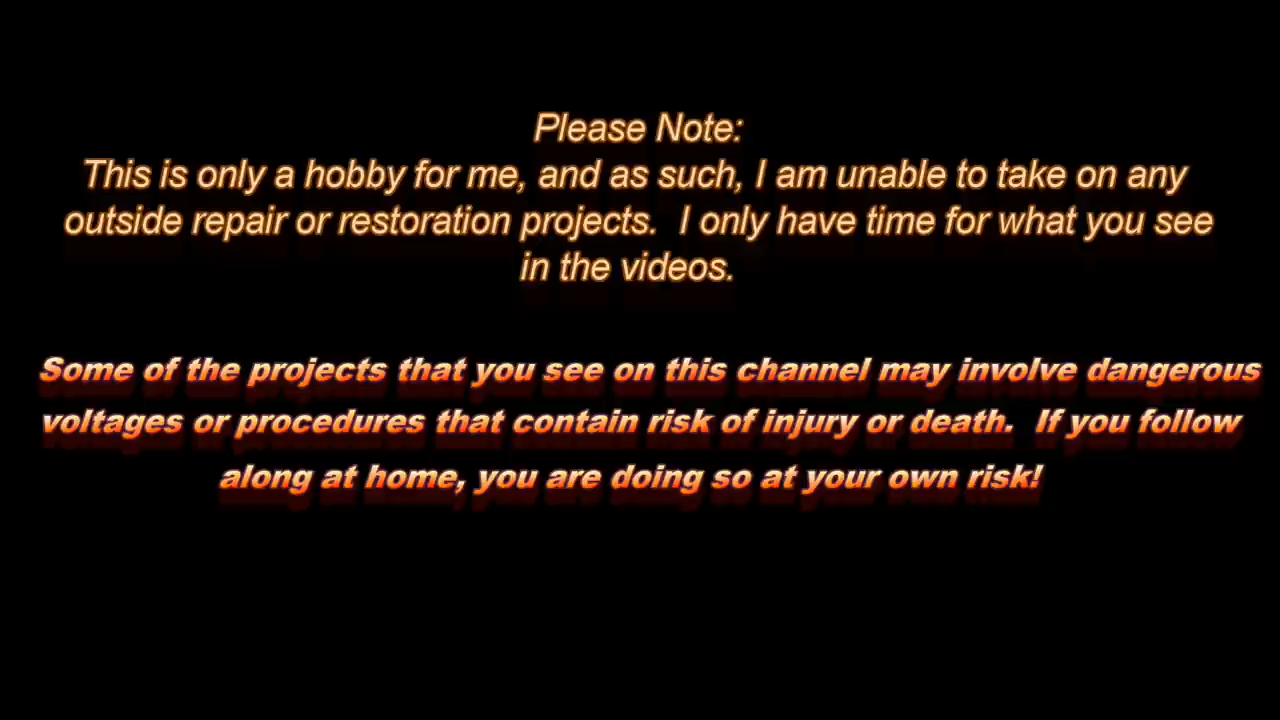 Please Note:
This is only a hobby for me, and as such, I am unable to take on any
outside repair or restoration projects.  I only have time for what you see
in the videos.
Some of the projects that you see on this channel may involve dangerous
voltages or procedures that contain risk of injury or death.  If you follow
along at home, you are doing so at your own risk!